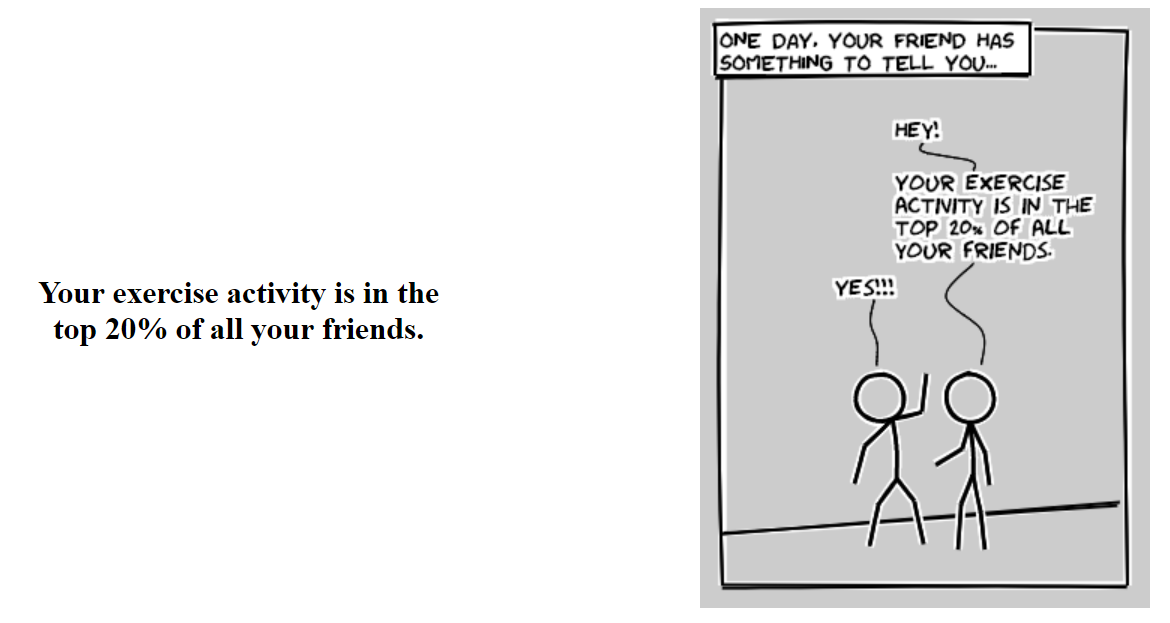 Your exercise activity is in the
top 20% of all your friends.
ONE DAY, YOUR FRIEND HAS
SOMETHING TO TELL YOU...
HEY!
YOUR EXERCISE
ACTIVITY IS IN THE
TOP 20% OF ALL
YOUR FRIENDS.
YES!!!